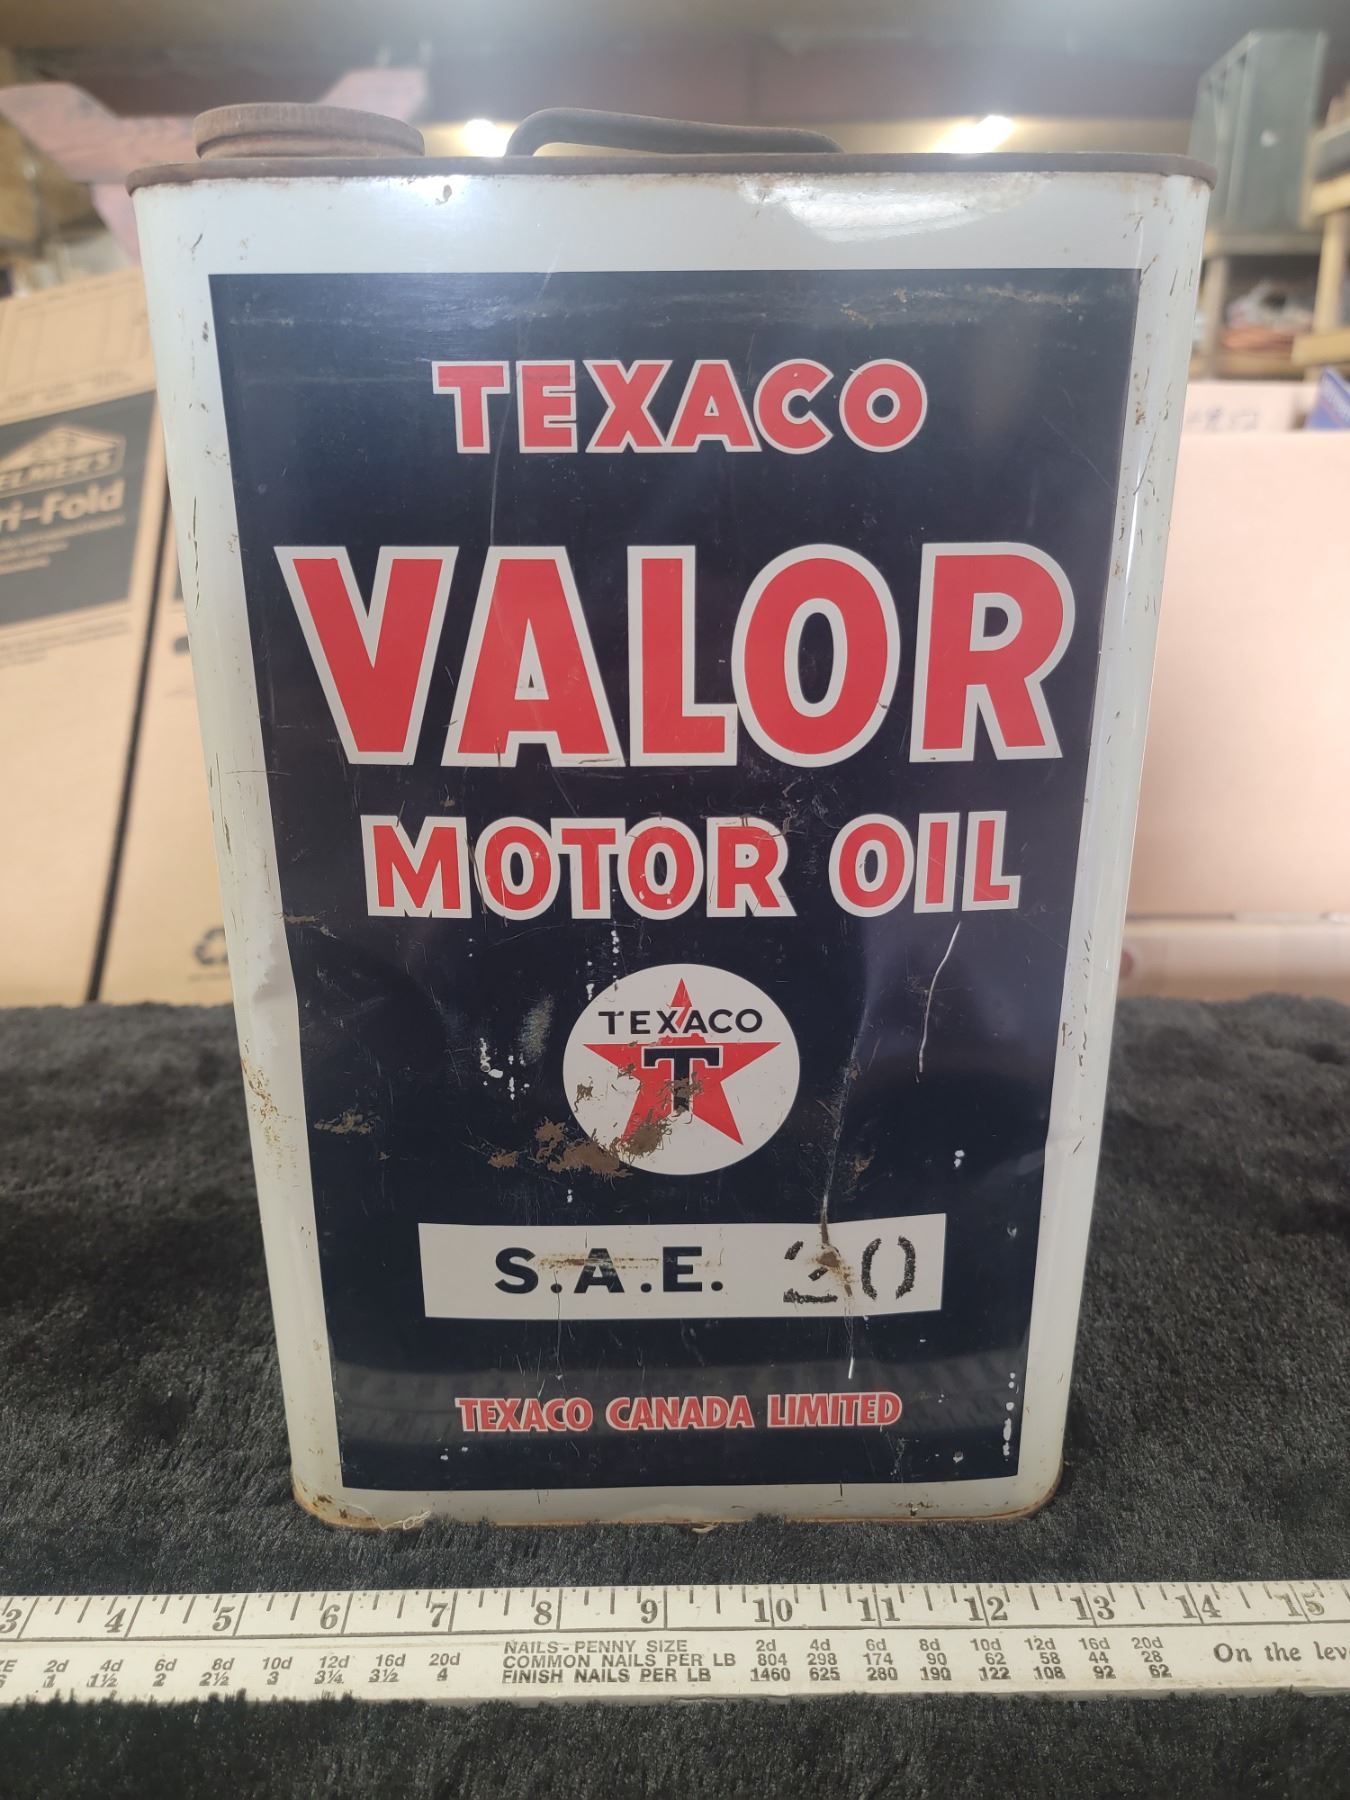 TEXACO
VALOR
MOTOR OIL
TEXACO
T
S.A.E. 20
TEXACO CANADA LIMITED
ELMER'S
ri-Fold
3 4 5 6 7 8 9 10 11 12 13 14 15
ZE 2d 4d 6d 8d 10d 12d 16d 20d
S 1 1½ 2 2½ 3 3¼ 3½ 4
NAILS - PENNY SIZE 2d 4d 6d 8d 10d 12d 16d 20d
COMMON NAILS PER LB 804 298 174 90 62 58 44 28
FINISH NAILS PER LB 1460 625 280 190 122 108 92 62
On the leve